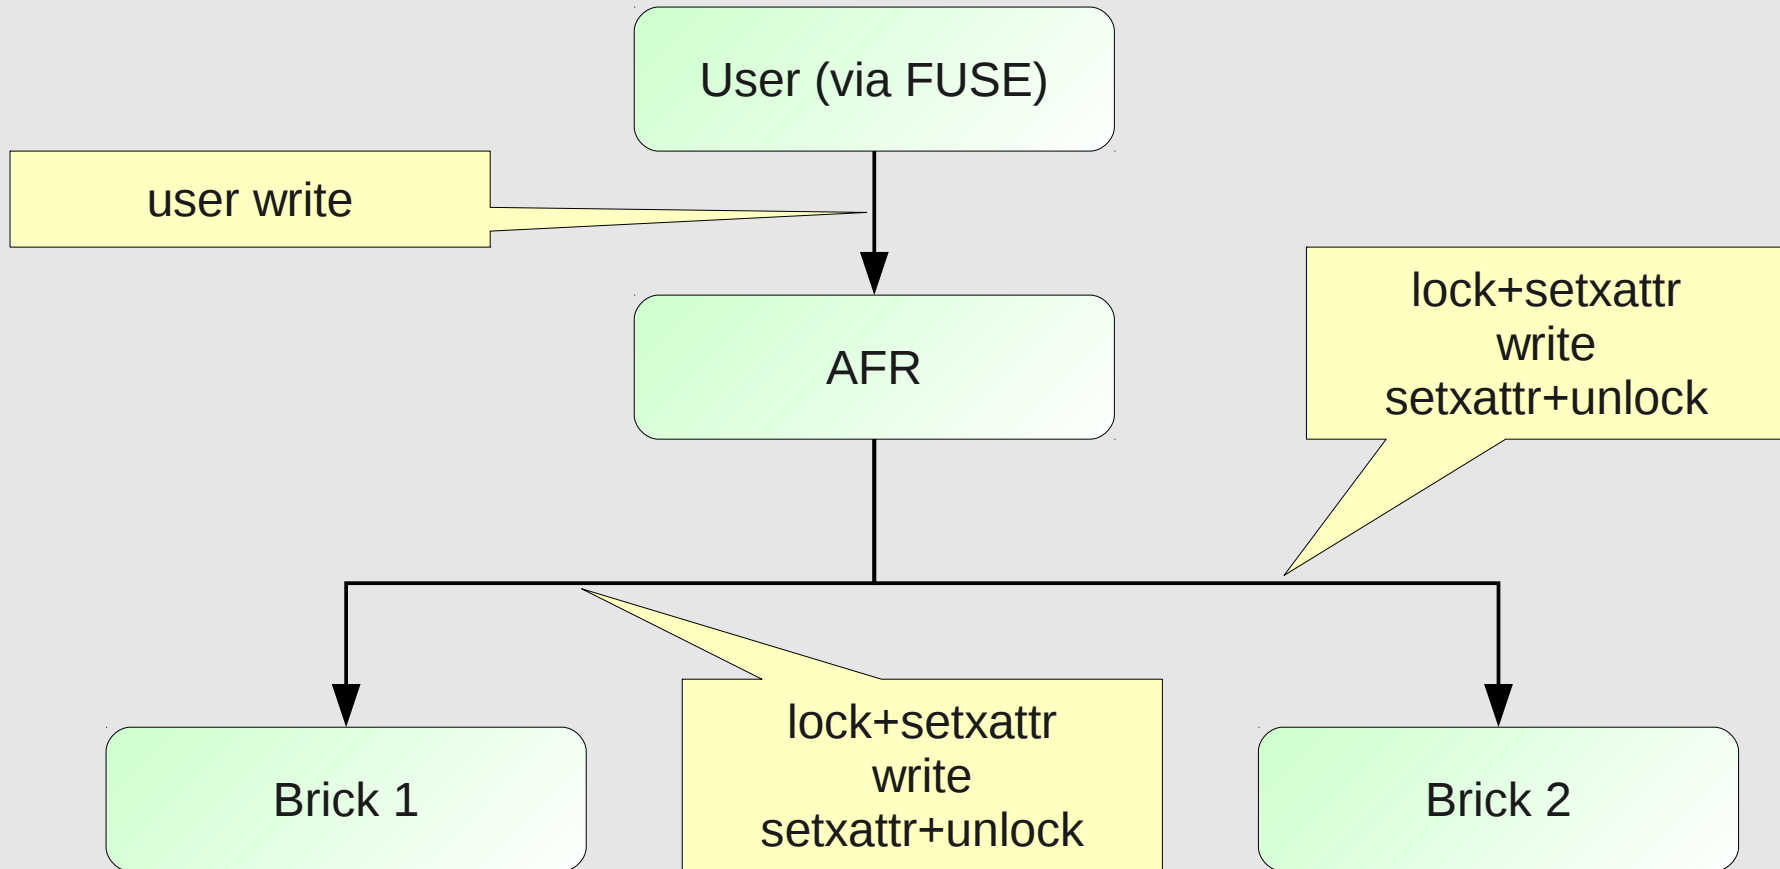 User (via FUSE)
user write
AFR
lock+setxattr
write
setxattr+unlock
lock+setxattr
write
setxattr+unlock
Brick 1
Brick 2